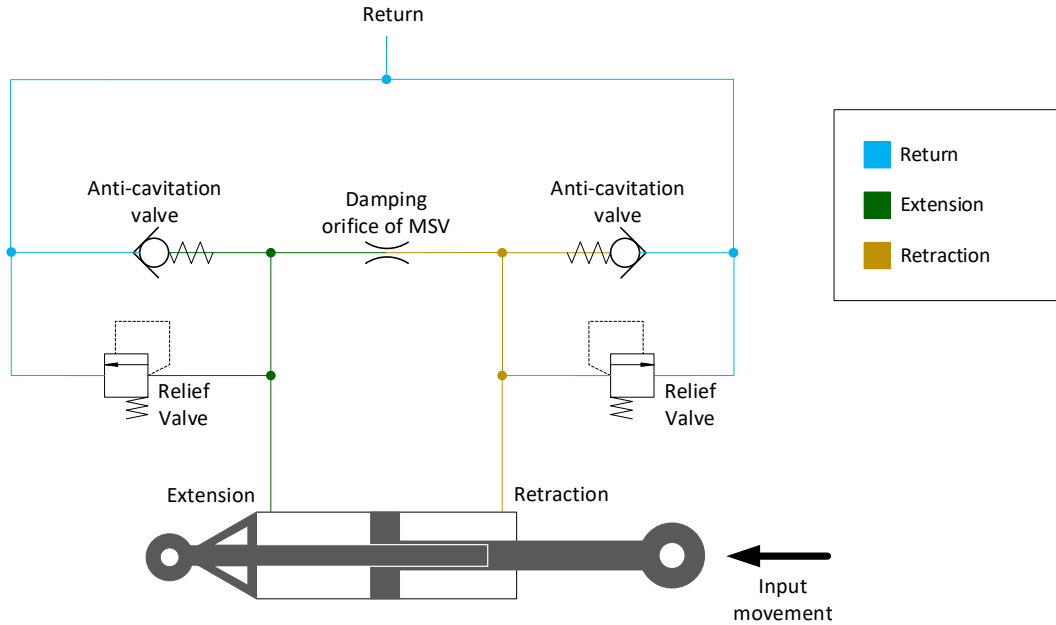 Return
Anti-cavitation
valve
Damping
orifice of MSV
Anti-cavitation
valve
Return
Extension
Retraction
Relief
Valve
Relief
Valve
Extension
Retraction
Input
movement